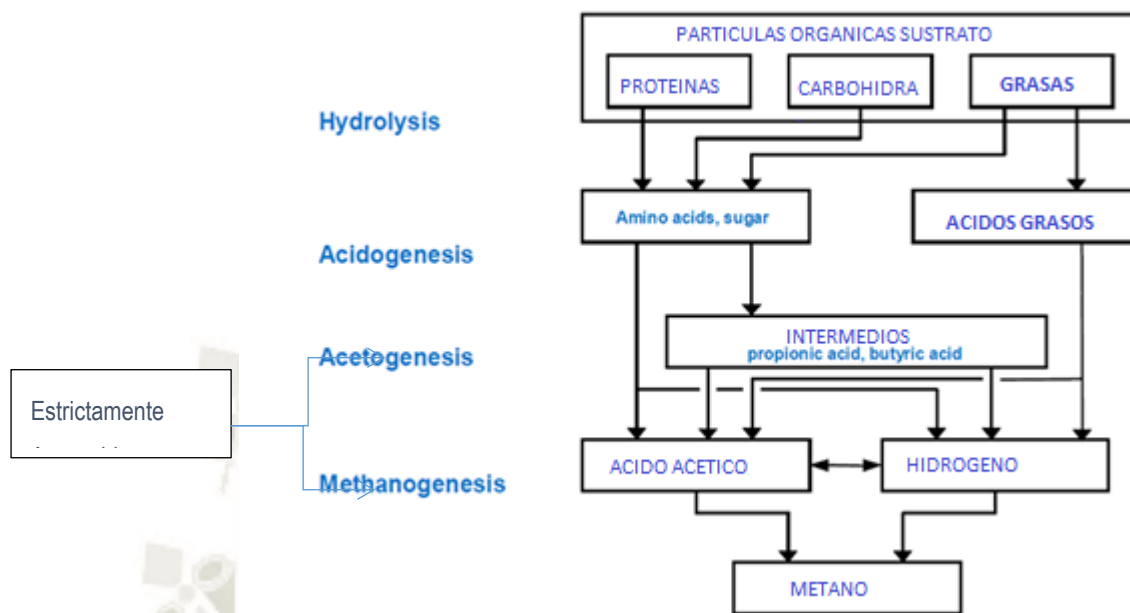 PARTICULAS ORGANICAS SUSTRATO
PROTEINAS
CARBOHIDRA
GRASAS
Hydrolysis
Amino acids, sugar
ACIDOS GRASOS
Acidogenesis
INTERMEDIOS
propionic acid, butyric acid
Acetogenesis
Estrictamente
ACIDO ACETICO
HIDROGENO
Methanogenesis
METANO